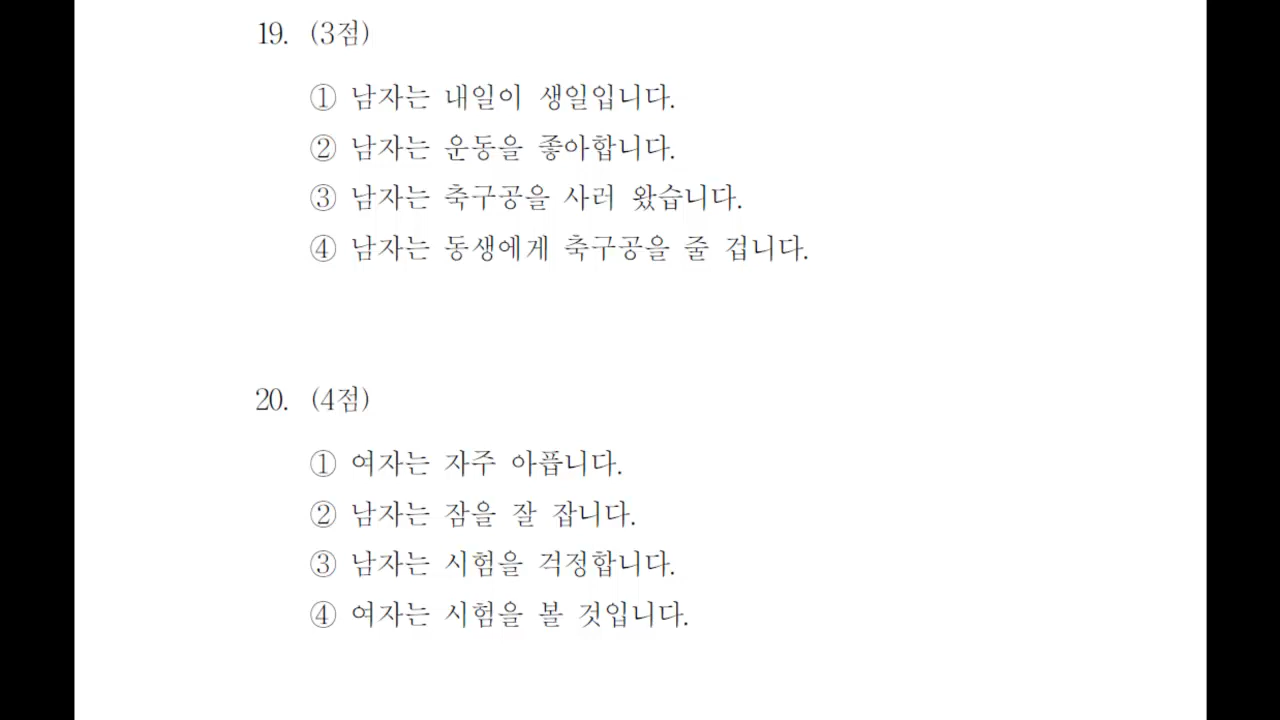 19. (3점)
① 남자는 내일이 생일입니다.
② 남자는 운동을 좋아합니다.
③ 남자는 축구공을 사러 왔습니다.
④ 남자는 동생에게 축구공을 줄 겁니다.
20. (4점)
① 여자는 자주 아픕니다.
② 남자는 잠을 잘 잡니다.
③ 남자는 시험을 걱정합니다.
④ 여자는 시험을 볼 것입니다.